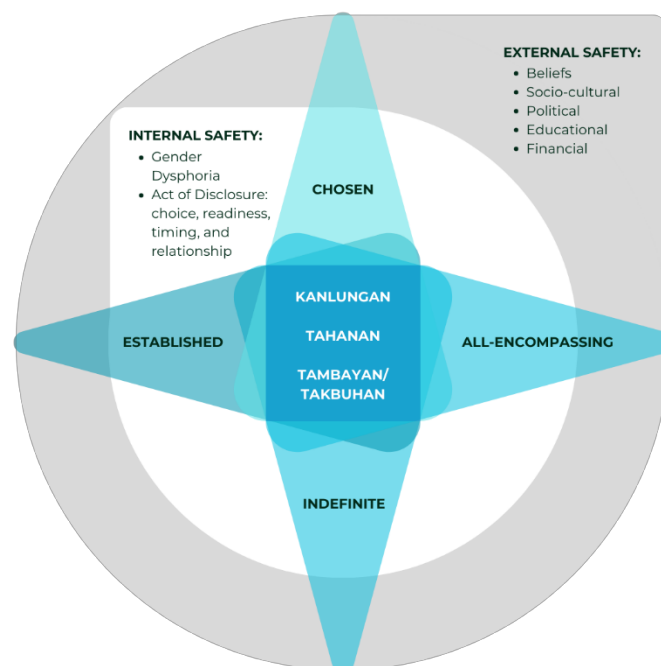 EXTERNAL SAFETY:
• Beliefs
• Socio-cultural
• Political
• Educational
• Financial
INTERNAL SAFETY:
• Gender
Dysphoria
• Act of Disclosure:
choice, readiness,
timing, and
relationship
CHOSEN
KANLUNGAN
TAHANAN
TAMBAYAN/
TAKBUHAN
ESTABLISHED
ALL-ENCOMPASSING
INDEFINITE